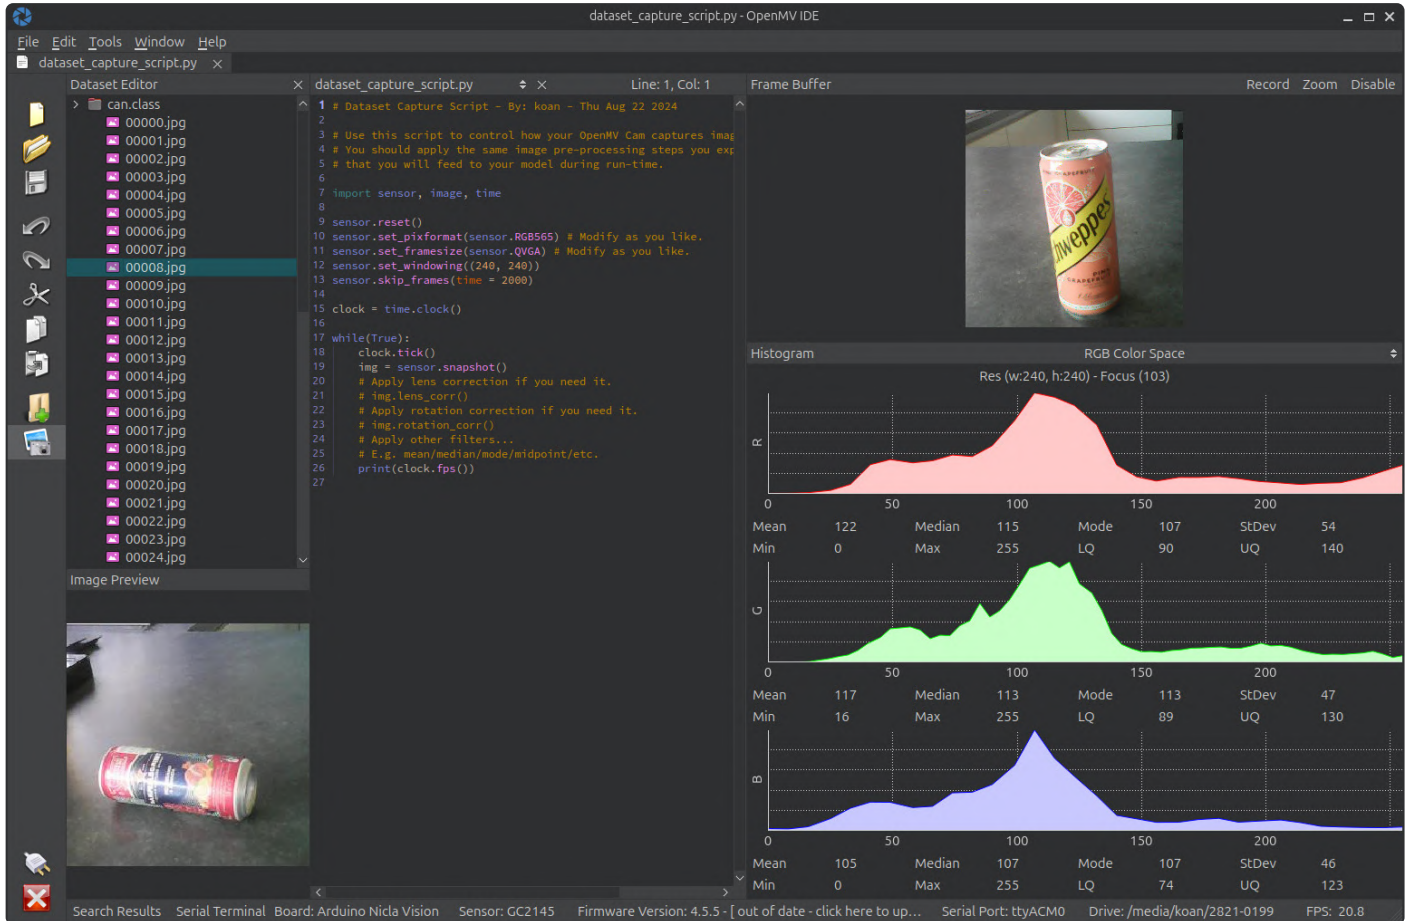 dataset_capture_script.py - OpenMV IDE
File Edit Tools Window Help
dataset_capture_script.py
Dataset Editor
can.class
00000.jpg
00001.jpg
00002.jpg
00003.jpg
00004.jpg
00005.jpg
00006.jpg
00007.jpg
00008.jpg
00009.jpg
00010.jpg
00011.jpg
00012.jpg
00013.jpg
00014.jpg
00015.jpg
00016.jpg
00017.jpg
00018.jpg
00019.jpg
00020.jpg
00021.jpg
00022.jpg
00023.jpg
00024.jpg
Image Preview
dataset_capture_script.py Line: 1, Col: 1
1 # Dataset Capture Script - By: koan - Thu Aug 22 2024
2
3 # Use this script to control how your OpenMV Cam captures imag
4 # You should apply the same image pre-processing steps you exp
5 # that you will feed to your model during run-time.
6
7 import sensor, image, time
8
9 sensor.reset()
10 sensor.set_pixformat(sensor.RGB565) # Modify as you like.
11 sensor.set_framesize(sensor.QVGA) # Modify as you like.
12 sensor.set_windowing((240, 240))
13 sensor.skip_frames(time = 2000)
14
15 clock = time.clock()
16
17 while(True):
18 clock.tick()
19 img = sensor.snapshot()
20 # Apply lens correction if you need it.
21 # img.lens_corr()
22 # Apply rotation correction if you need it.
23 # img.rotation_corr()
24 # Apply other filters...
25 # E.g. mean/median/mode/midpoint/etc.
26 print(clock.fps())
27
Frame Buffer Record Zoom Disable
chweppes
PINK
GRAPEFRUIT
Histogram RGB Color Space
Res (w:240, h:240) - Focus (103)
R
0 50 100 150 200
Mean 122 Median 115 Mode 107 StDev 54
Min 0 Max 255 LQ 90 UQ 140
G
0 50 100 150 200
Mean 117 Median 113 Mode 113 StDev 47
Min 16 Max 255 LQ 89 UQ 130
B
0 50 100 150 200
Mean 105 Median 107 Mode 107 StDev 46
Min 0 Max 255 LQ 74 UQ 123
Search Results Serial Terminal Board: Arduino Nicla Vision Sensor: GC2145 Firmware Version: 4.5.5 - [ out of date - click here to up... Serial Port: ttyACM0 Drive: /media/koan/2821-0199 FPS: 20.8